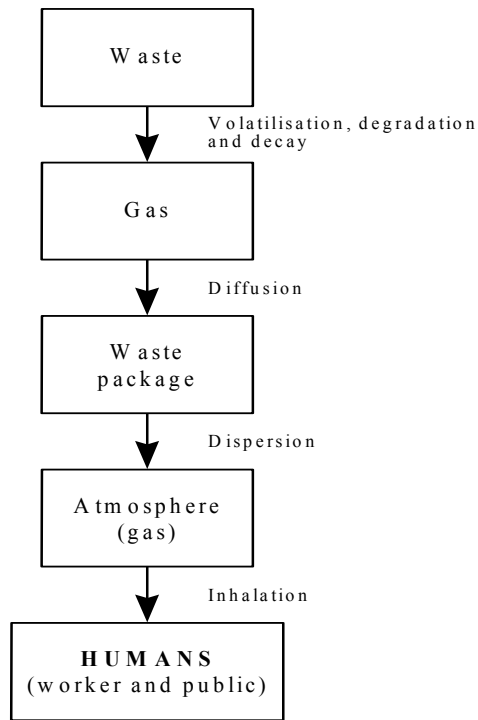 Waste
Volatilisation, degradation
and decay
Gas
Diffusion
Waste
package
Dispersion
Atmosphere
(gas)
Inhalation
HUMANS
(worker and public)